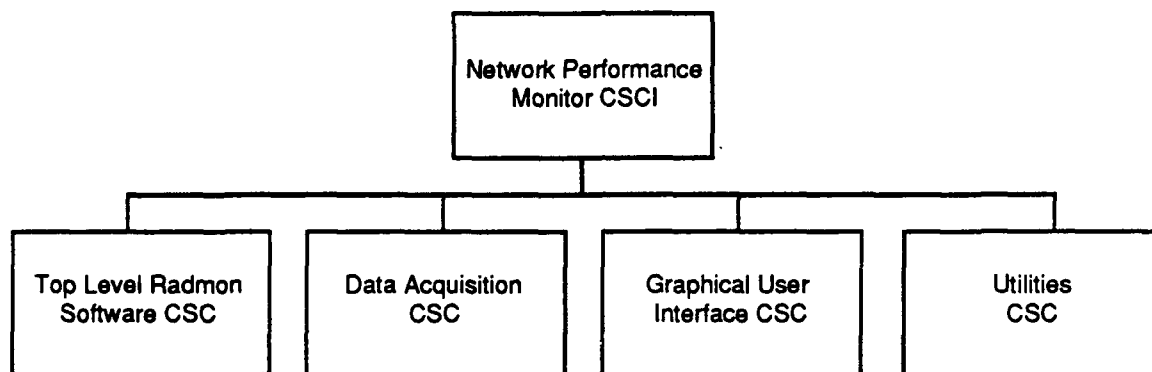 Network Performance
Monitor CSCI
Top Level Radmon
Software CSC
Data Acquisition
CSC
Graphical User
Interface CSC
Utilities
CSC